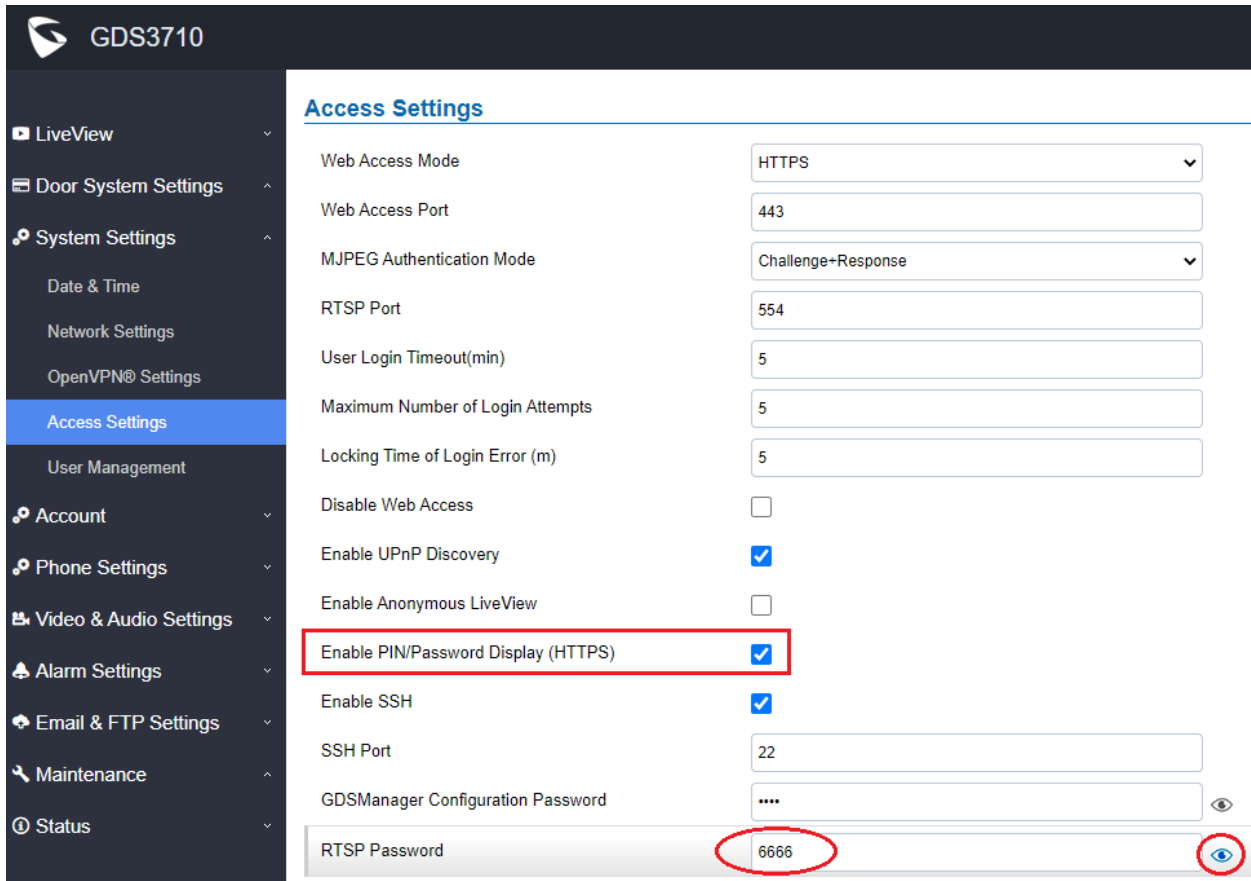 GDS3710
LiveView
Door System Settings
System Settings
Date & Time
Network Settings
OpenVPN® Settings
Access Settings
User Management
Account
Phone Settings
Video & Audio Settings
Alarm Settings
Email & FTP Settings
Maintenance
Status
Access Settings
Web Access Mode HTTPS
Web Access Port 443
MJPEG Authentication Mode Challenge+Response
RTSP Port 554
User Login Timeout(min) 5
Maximum Number of Login Attempts 5
Locking Time of Login Error (m) 5
Disable Web Access
Enable UPnP Discovery
Enable Anonymous LiveView
Enable PIN/Password Display (HTTPS)
Enable SSH
SSH Port 22
GDSManager Configuration Password ••••
RTSP Password 6666